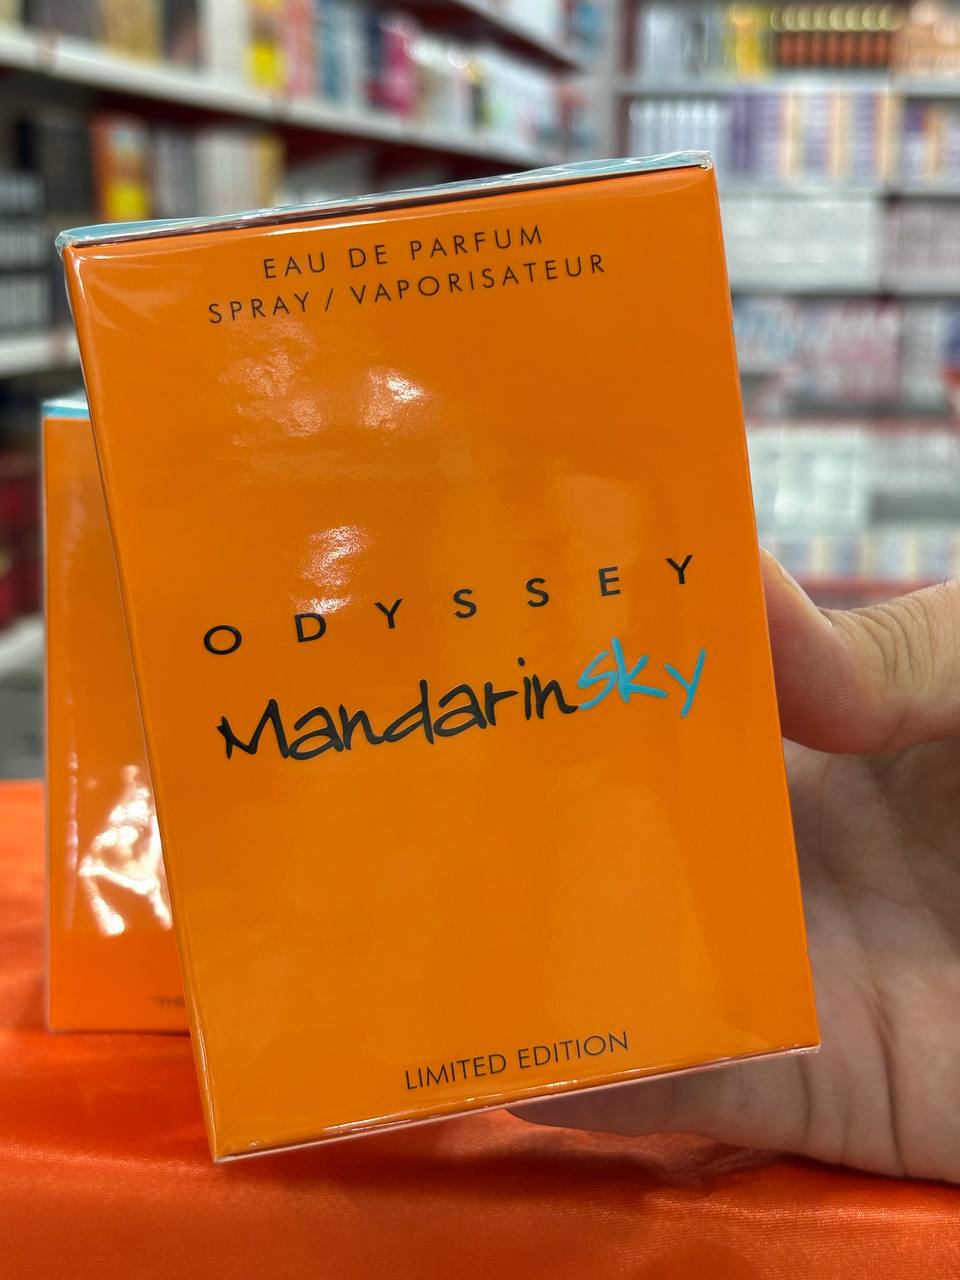 EAU DE PARFUM
SPRAY / VAPORISATEUR
ODYSSEY
Mandarinsky
LIMITED EDITION